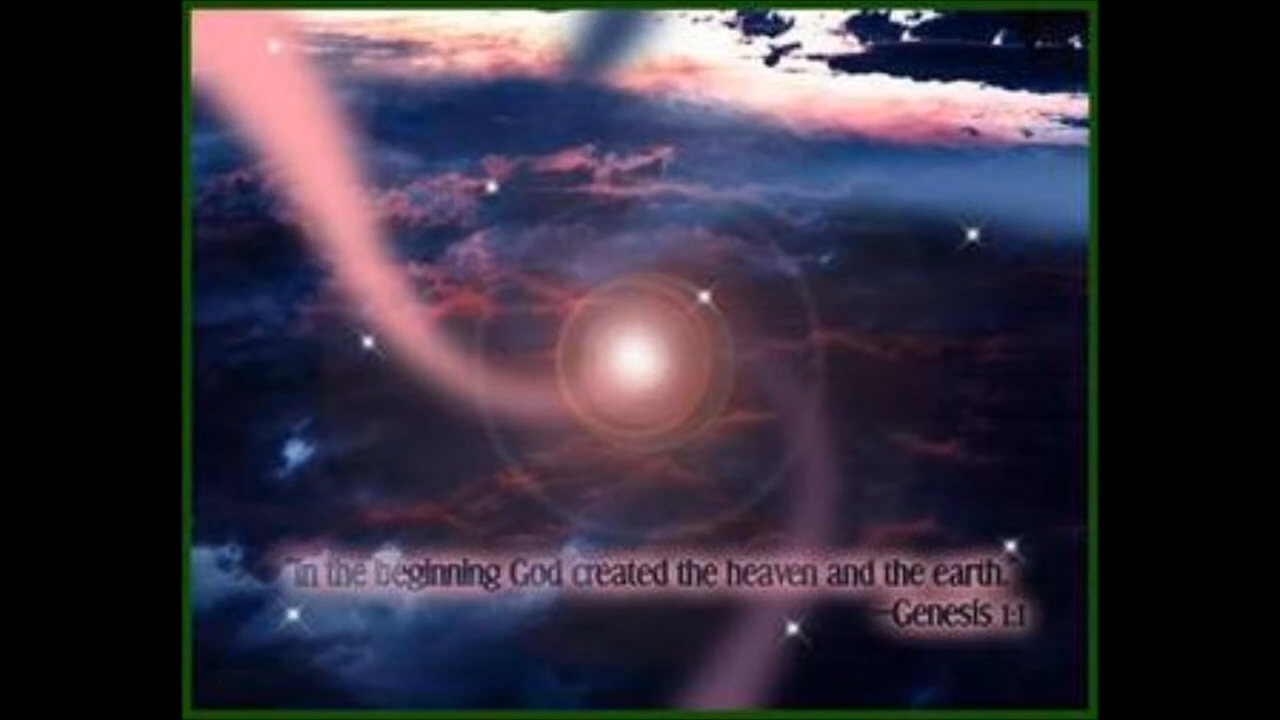 "In the beginning God created the heaven and the earth."
–Genesis 1:1